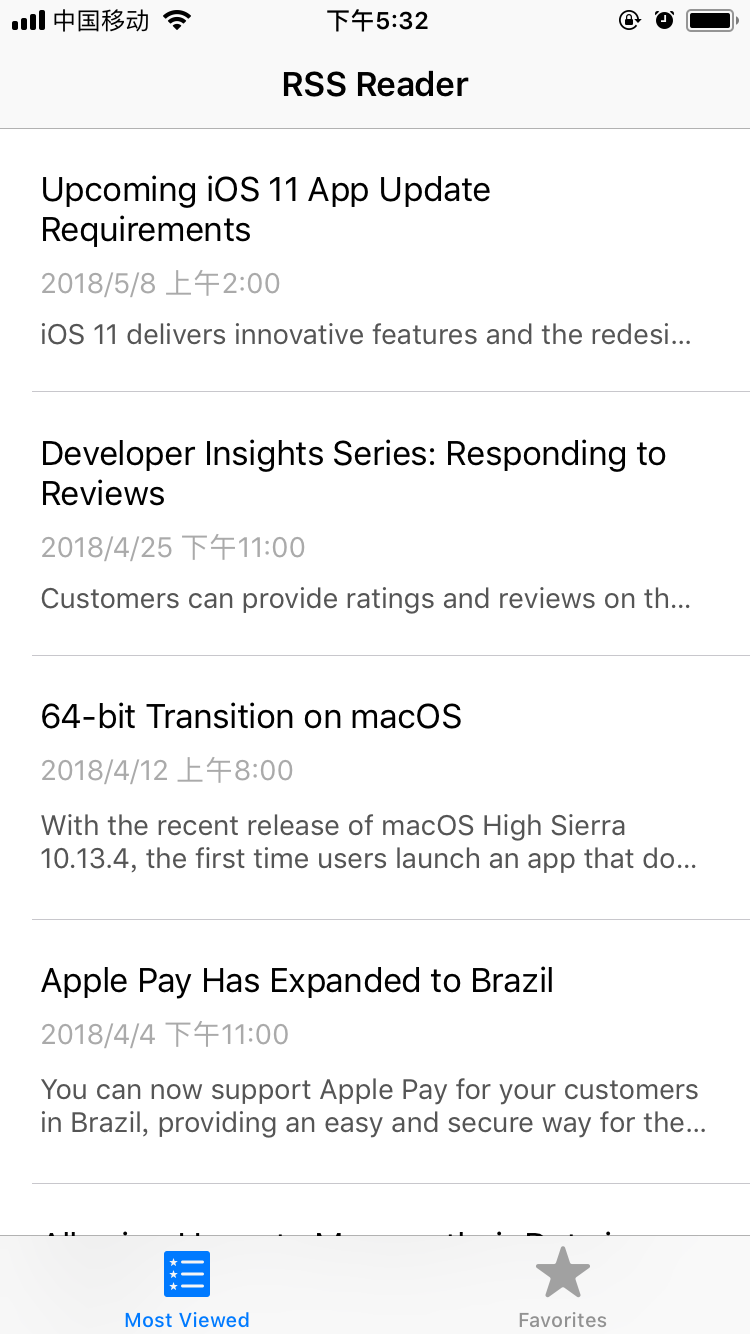 中国移动 下午5:32
RSS Reader
Upcoming iOS 11 App Update
Requirements
2018/5/8 上午2:00
iOS 11 delivers innovative features and the redesi...
Developer Insights Series: Responding to
Reviews
2018/4/25 下午11:00
Customers can provide ratings and reviews on th...
64-bit Transition on macOS
2018/4/12 上午8:00
With the recent release of macOS High Sierra
10.13.4, the first time users launch an app that do...
Apple Pay Has Expanded to Brazil
2018/4/4 下午11:00
You can now support Apple Pay for your customers
in Brazil, providing an easy and secure way for the...
Most Viewed
Favorites